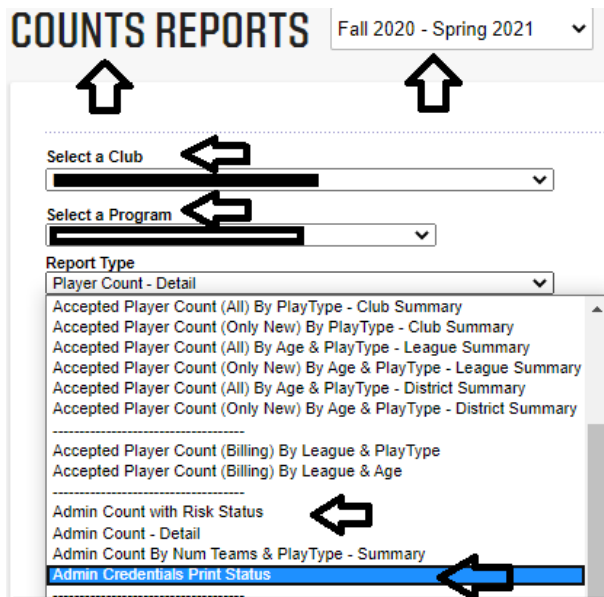 COUNTS REPORTS
Fall 2020 - Spring 2021
Select a Club
Select a Program
Report Type
Player Count - Detail
Accepted Player Count (All) By PlayType - Club Summary
Accepted Player Count (Only New) By PlayType - Club Summary
Accepted Player Count (All) By Age & PlayType - League Summary
Accepted Player Count (Only New) By Age & PlayType - League Summary
Accepted Player Count (All) By Age & PlayType - District Summary
Accepted Player Count (Only New) By Age & PlayType - District Summary
-----------------------------------
Accepted Player Count (Billing) By League & PlayType
Accepted Player Count (Billing) By League & Age
-----------------------------------
Admin Count with Risk Status
Admin Count - Detail
Admin Count By Num Teams & PlayType - Summary
Admin Credentials Print Status
-----------------------------------